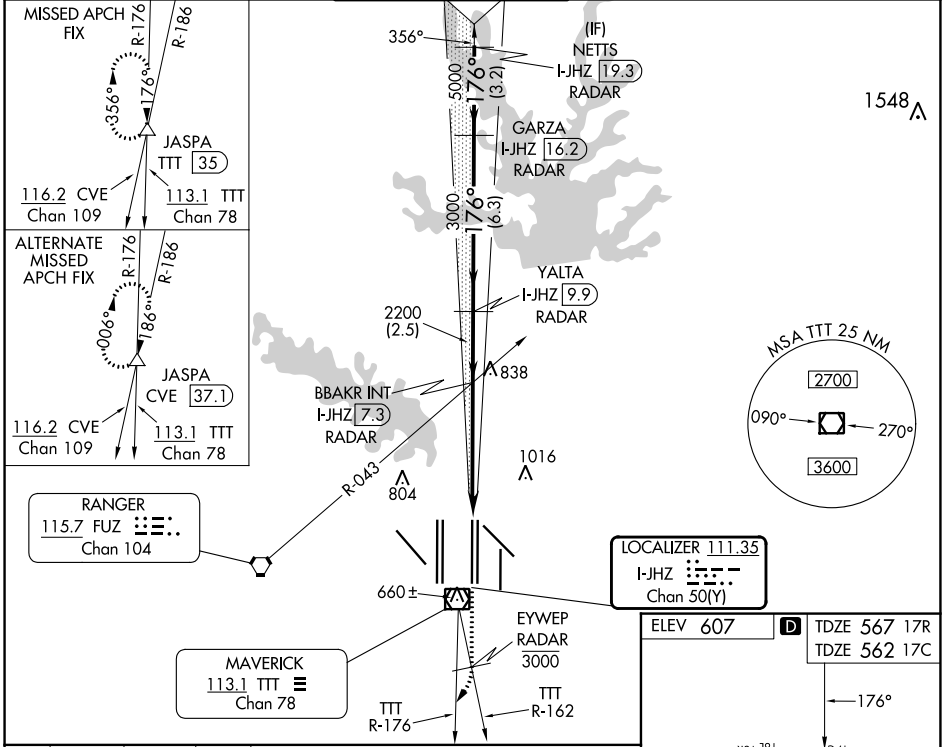 MISSED APCH
FIX
R-176
R-186
356°
176°
JASPA
TTT 35
116.2 CVE
Chan 109
113.1 TTT
Chan 78
ALTERNATE
MISSED
APCH FIX
R-176
R-186
006°
186°
JASPA
CVE 37.1
116.2 CVE
Chan 109
113.1 TTT
Chan 78
356°
(IF)
NETTS
I-JHZ 19.3
RADAR
5000
176°
(3.2)
GARZA
I-JHZ 16.2
RADAR
1548
3000
176°
(6.3)
YALTA
I-JHZ 9.9
RADAR
2200
(2.5)
838
BBAKR INT
I-JHZ 7.3
RADAR
MSA TTT 25 NM
2700
090°
270°
3600
R-043
804
1016
RANGER
115.7 FUZ
Chan 104
LOCALIZER 111.35
I-JHZ
Chan 50(Y)
660±
EYWEP
RADAR
3000
MAVERICK
113.1 TTT
Chan 78
TTT
R-176
TTT
R-162
ELEV 607
D
TDZE 567 17R
TDZE 562 17C
176°